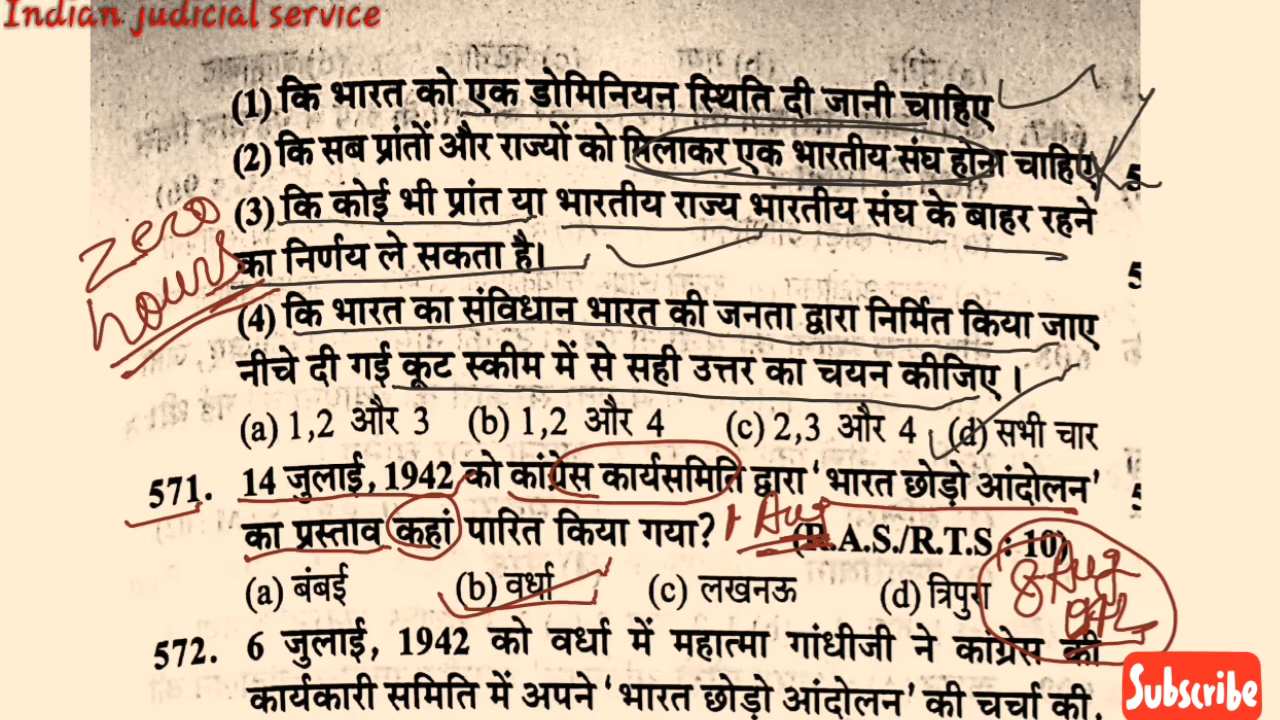 Indian judicial service
(1) कि भारत को एक डोमिनियन स्थिति दी जानी चाहिए
(2) कि सब प्रांतों और राज्यों को मिलाकर एक भारतीय संघ होना चाहिए
(3) कि कोई भी प्रांत या भारतीय राज्य भारतीय संघ के बाहर रहने
का निर्णय ले सकता है।
zero
hours
(4) कि भारत का संविधान भारत की जनता द्वारा निर्मित किया जाए
नीचे दी गई कूट स्कीम में से सही उत्तर का चयन कीजिए ।
(a) 1,2 और 3 (b) 1,2 और 4 (c) 2,3 और 4 (d) सभी चार
571. 14 जुलाई, 1942 को कांग्रेस कार्यसमिति द्वारा ‘भारत छोड़ो आंदोलन’
का प्रस्ताव कहां पारित किया गया? (R.A.S./R.T.S : 10)
(a) बंबई (b) वर्धा (c) लखनऊ (d) त्रिपुरा
8 Aug
572. 6 जुलाई, 1942 को वर्धा में महात्मा गांधीजी ने कांग्रेस की
कार्यकारी समिति में अपने ‘भारत छोड़ो आंदोलन’ की चर्चा की,
Subscribe